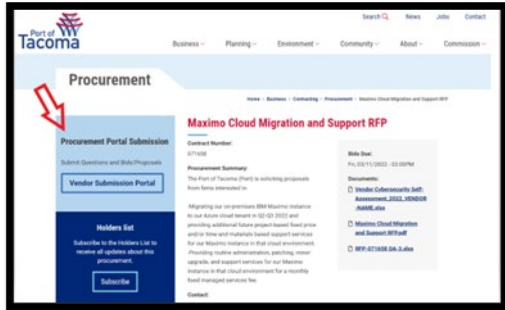 Search News Jobs Contact
Port of
Tacoma
Business Planning Environment Community About Commission
Procurement
Home Business Contracting Procurement Maximo Cloud Migration and Support RFP
Maximo Cloud Migration and Support RFP
Procurement Portal Submission
Submit Questions and Bids/Proposals
Vendor Submission Portal
Holders list
Subscribe to the Holders List to
receive all updates about this
procurement.
Subscribe
Contract Number:
071658
Procurement Summary:
The Port of Tacoma (Port) is soliciting proposals
from firms interested in:
-Migrating our on-premises IBM Maximo instance
to our Azure cloud tenant in Q2-Q3 2022 and
providing additional future project-based fixed price
and/or time and materials based support services
for our Maximo instance in that cloud environment.
-Providing routine administration, patching, minor
upgrade, and support services for our Maximo
instance in that cloud environment for a monthly
fixed managed services fee.
Contact:
Bids Due:
Fri, 03/11/2022 - 02:00PM
Documents:
Vendor Cybersecurity Self-
Assessment_2022_VENDOR
-NAME.xlsx
Maximo Cloud Migration
and Support RFP.pdf
RFP-071658 QA-3.xlsx